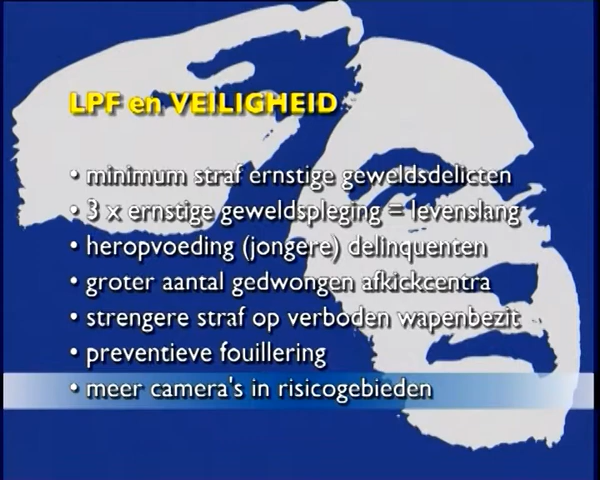 LPF en VEILIGHEID
• minimum straf ernstige geweldsdelicten
• 3 x ernstige geweldspleging = levenslang
• heropvoeding (jongere) delinquenten
• groter aantal gedwongen afkickcentra
• strengere straf op verboden wapenbezit
• preventieve fouillering
• meer camera's in risicogebieden